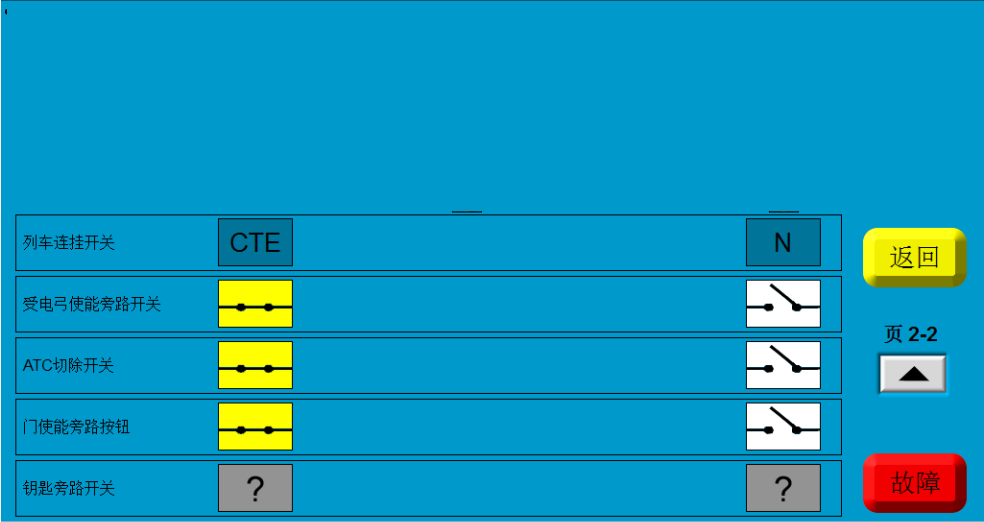 列车连挂开关 CTE N
返回
受电弓使能旁路开关
页 2-2
ATC切除开关
门使能旁路按钮
钥匙旁路开关 ? ?
故障